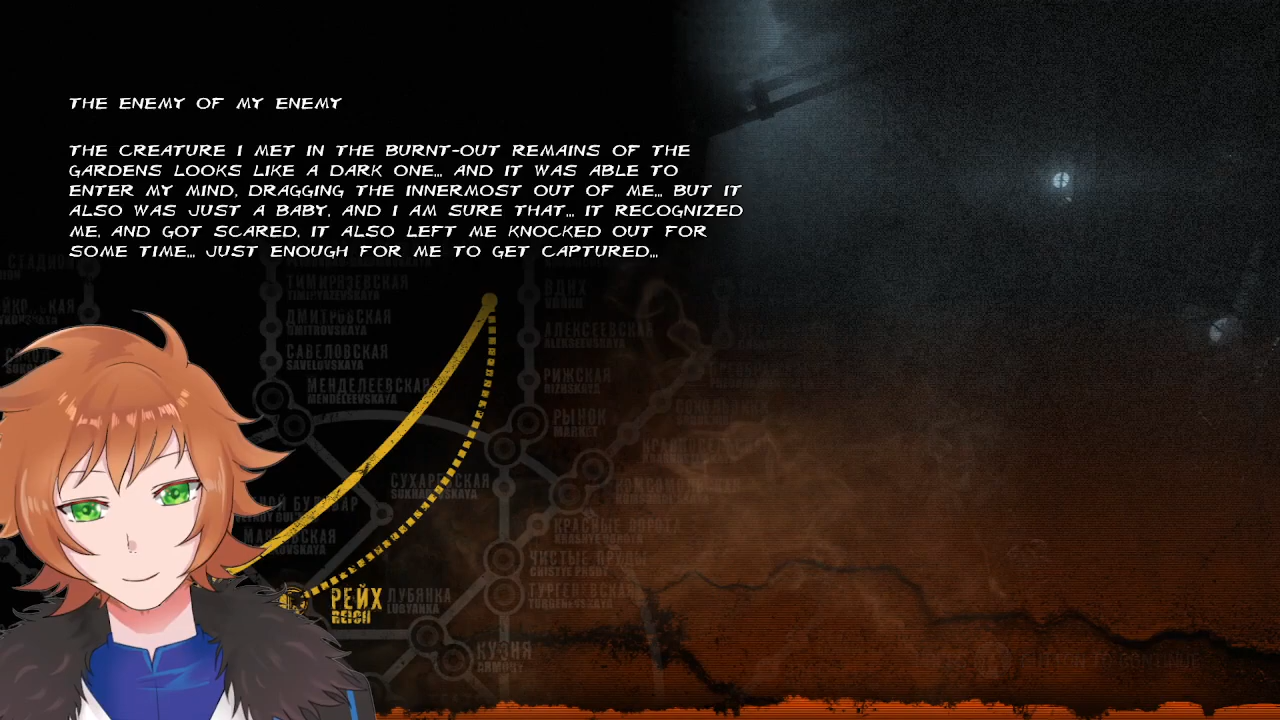 THE ENEMY OF MY ENEMY
THE CREATURE I MET IN THE BURNT-OUT REMAINS OF THE
GARDENS LOOKS LIKE A DARK ONE... AND IT WAS ABLE TO
ENTER MY MIND, DRAGGING THE INNERMOST OUT OF ME... BUT IT
ALSO WAS JUST A BABY, AND I AM SURE THAT... IT RECOGNIZED
ME, AND GOT SCARED, IT ALSO LEFT ME KNOCKED OUT FOR
SOME TIME... JUST ENOUGH FOR ME TO GET CAPTURED...
ТИМИРЯЗЕВСКАЯ
TIMIRYAZEVSKAYA
ВДНХ
VDNKH
ДМИТРОВСКАЯ
DMITROVSKAYA
АЛЕКСЕЕВСКАЯ
ALEKSEEVSKAYA
САВЕЛОВСКАЯ
SAVELOVSKAYA
РИЖСКАЯ
RIZHSKAYA
МЕНДЕЛЕЕВСКАЯ
MENDELEEVSKAYA
РЫНОК
MARKET
СУХАРЕВСКАЯ
SUKHAREVSKAYA
КРАСНЫЕ ВОРОТА
KRASNYE VOROTA
ЧИСТЫЕ ПРУДЫ
CHISTYE PRUDY
ТУРГЕНЕВСКАЯ
TURGENEVSKAYA
РЕЙХ
REICH
ЛУБЯНКА
LUBYANKA
КУЗНЯ
ARMORY